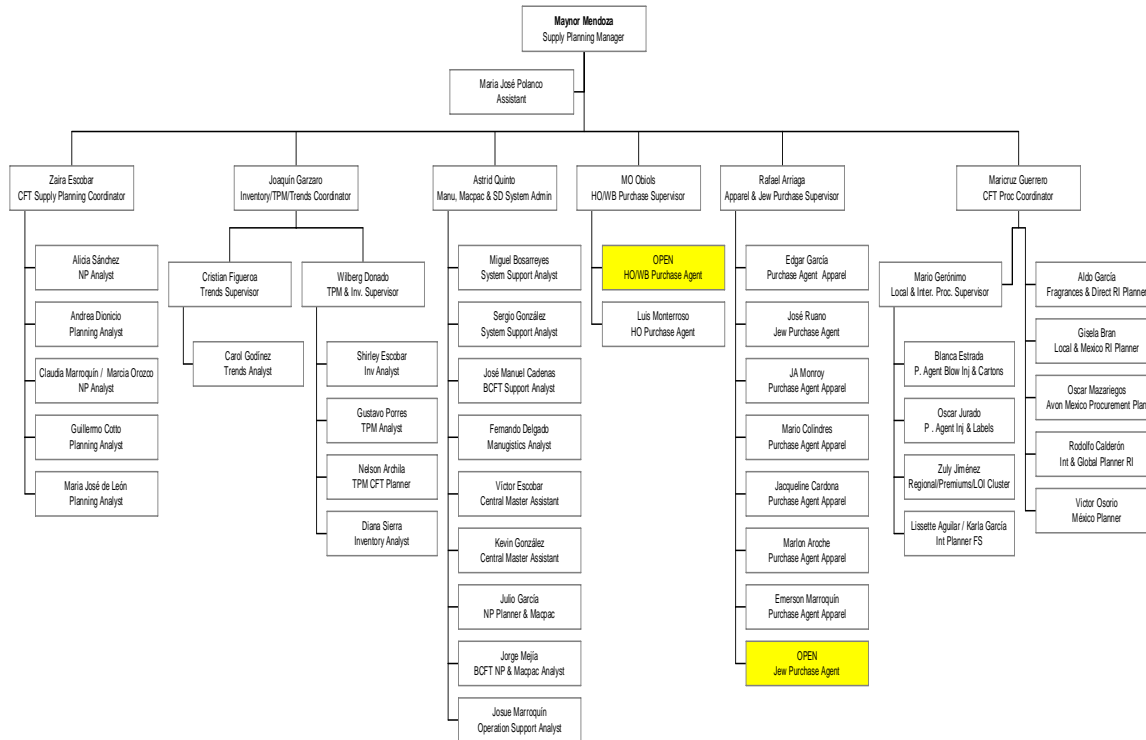 Maynor Mendoza
Supply Planning Manager
Maria José Polanco
Assistant
Zaira Escobar
CFT Supply Planning Coordinator
Alicia Sánchez
NP Analyst
Andrea Dionicio
Planning Analyst
Claudia Marroquín / Marcia Orozco
NP Analyst
Guillermo Cotto
Planning Analyst
Maria José de León
Planning Analyst
Joaquín Garzaro
Inventory/TPM/Trends Coordinator
Cristian Figueroa
Trends Supervisor
Carol Godínez
Trends Analyst
Wilberg Donado
TPM & Inv. Supervisor
Shirley Escobar
Inv Analyst
Gustavo Porres
TPM Analyst
Nelson Archila
TPM CFT Planner
Diana Sierra
Inventory Analyst
Astrid Quinto
Manu, Macpac & SD System Admin
Miguel Bosarreyes
System Support Analyst
Sergio González
System Support Analyst
José Manuel Cadenas
BCFT Support Analyst
Fernando Delgado
Manugistics Analyst
Víctor Escobar
Central Master Assistant
Kevin González
Central Master Assistant
Julio García
NP Planner & Macpac
Jorge Mejía
BCFT NP & Macpac Analyst
Josue Marroquín
Operation Support Analyst
MO Obiols
HO/WB Purchase Supervisor
OPEN
HO/WB Purchase Agent
Luis Monterroso
HO Purchase Agent
Rafael Arriaga
Apparel & Jew Purchase Supervisor
Edgar García
Purchase Agent Apparel
José Ruano
Jew Purchase Agent
JA Monroy
Purchase Agent Apparel
Mario Colindres
Purchase Agent Apparel
Jacqueline Cardona
Purchase Agent Apparel
Marlon Aroche
Purchase Agent Apparel
Emerson Marroquín
Purchase Agent Apparel
OPEN
Jew Purchase Agent
Maricruz Guerrero
CFT Proc Coordinator
Mario Gerónimo
Local & Inter. Proc. Supervisor
Blanca Estrada
P. Agent Blow Inj & Cartons
Oscar Jurado
P . Agent Inj & Labels
Zuly Jiménez
Regional/Premiums/LOI Cluster
Lissette Aguilar / Karla García
Int Planner FS
Aldo García
Fragrances & Direct RI Planner
Gisela Bran
Local & Mexico RI Planner
Oscar Mazariegos
Avon Mexico Procurement Plan
Rodolfo Calderón
Int & Global Planner RI
Victor Osorio
México Planner